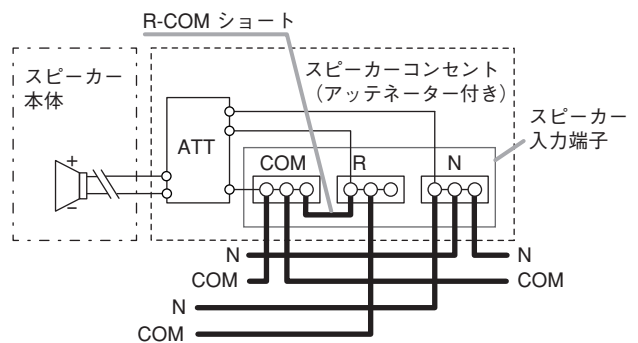 R-COM ショート
スピーカー
本体
スピーカーコンセント
（アッテネーター付き）
スピーカー
入力端子
ATT
COM
R
N
+
−
N
N
COM
COM
N
COM